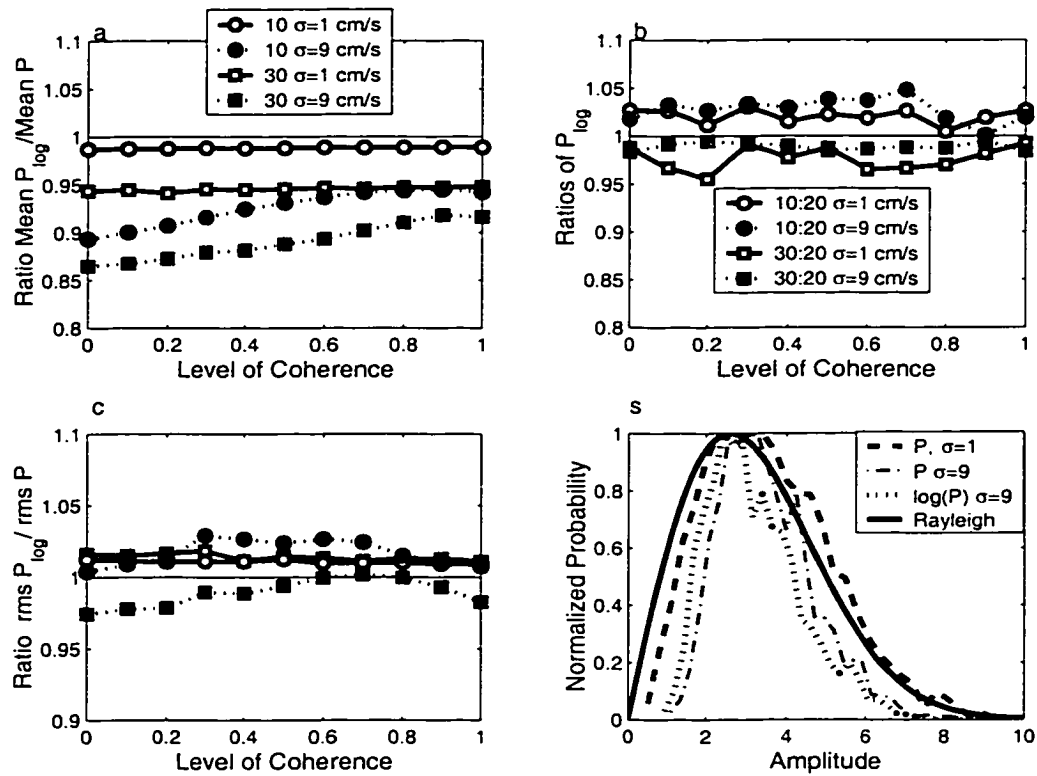 a
10 σ=1 cm/s
10 σ=9 cm/s
30 σ=1 cm/s
30 σ=9 cm/s
1.1
1.05
1
0.95
0.9
0.85
0.8
0 0.2 0.4 0.6 0.8 1
Ratio Mean Plog/Mean P
Level of Coherence
b
1.1
1.05
1
0.95
0.9
0.85
0.8
0 0.2 0.4 0.6 0.8 1
Ratios of Plog
10:20 σ=1 cm/s
10:20 σ=9 cm/s
30:20 σ=1 cm/s
30:20 σ=9 cm/s
Level of Coherence
c
1.1
1.05
1
0.95
0.9
0 0.2 0.4 0.6 0.8 1
Ratio rms Plog/ rms P
Level of Coherence
s
1
0.8
0.6
0.4
0.2
0
0 2 4 6 8 10
Normalized Probability
P, σ=1
P σ=9
log(P) σ=9
Rayleigh
Amplitude